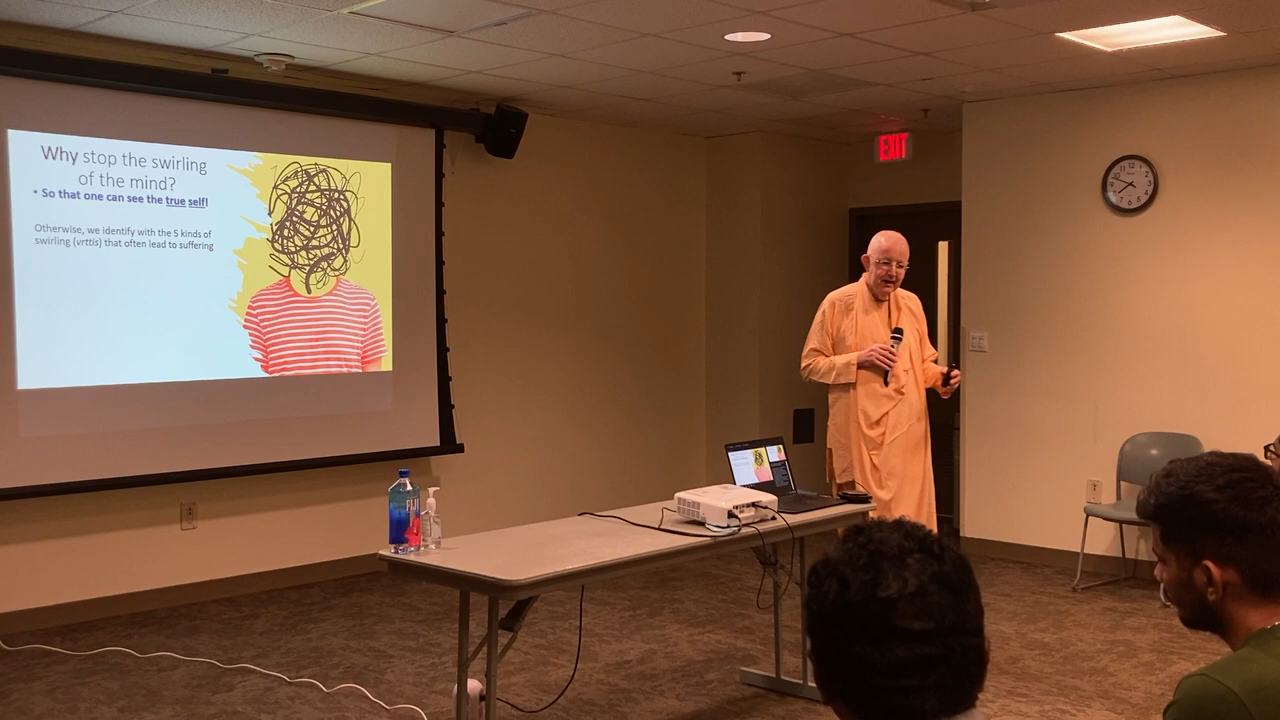 Why stop the swirling
of the mind?
• So that one can see the true self!
Otherwise, we identify with the 5 kinds of
swirling (vrttis) that often lead to suffering
EXIT
FIJI